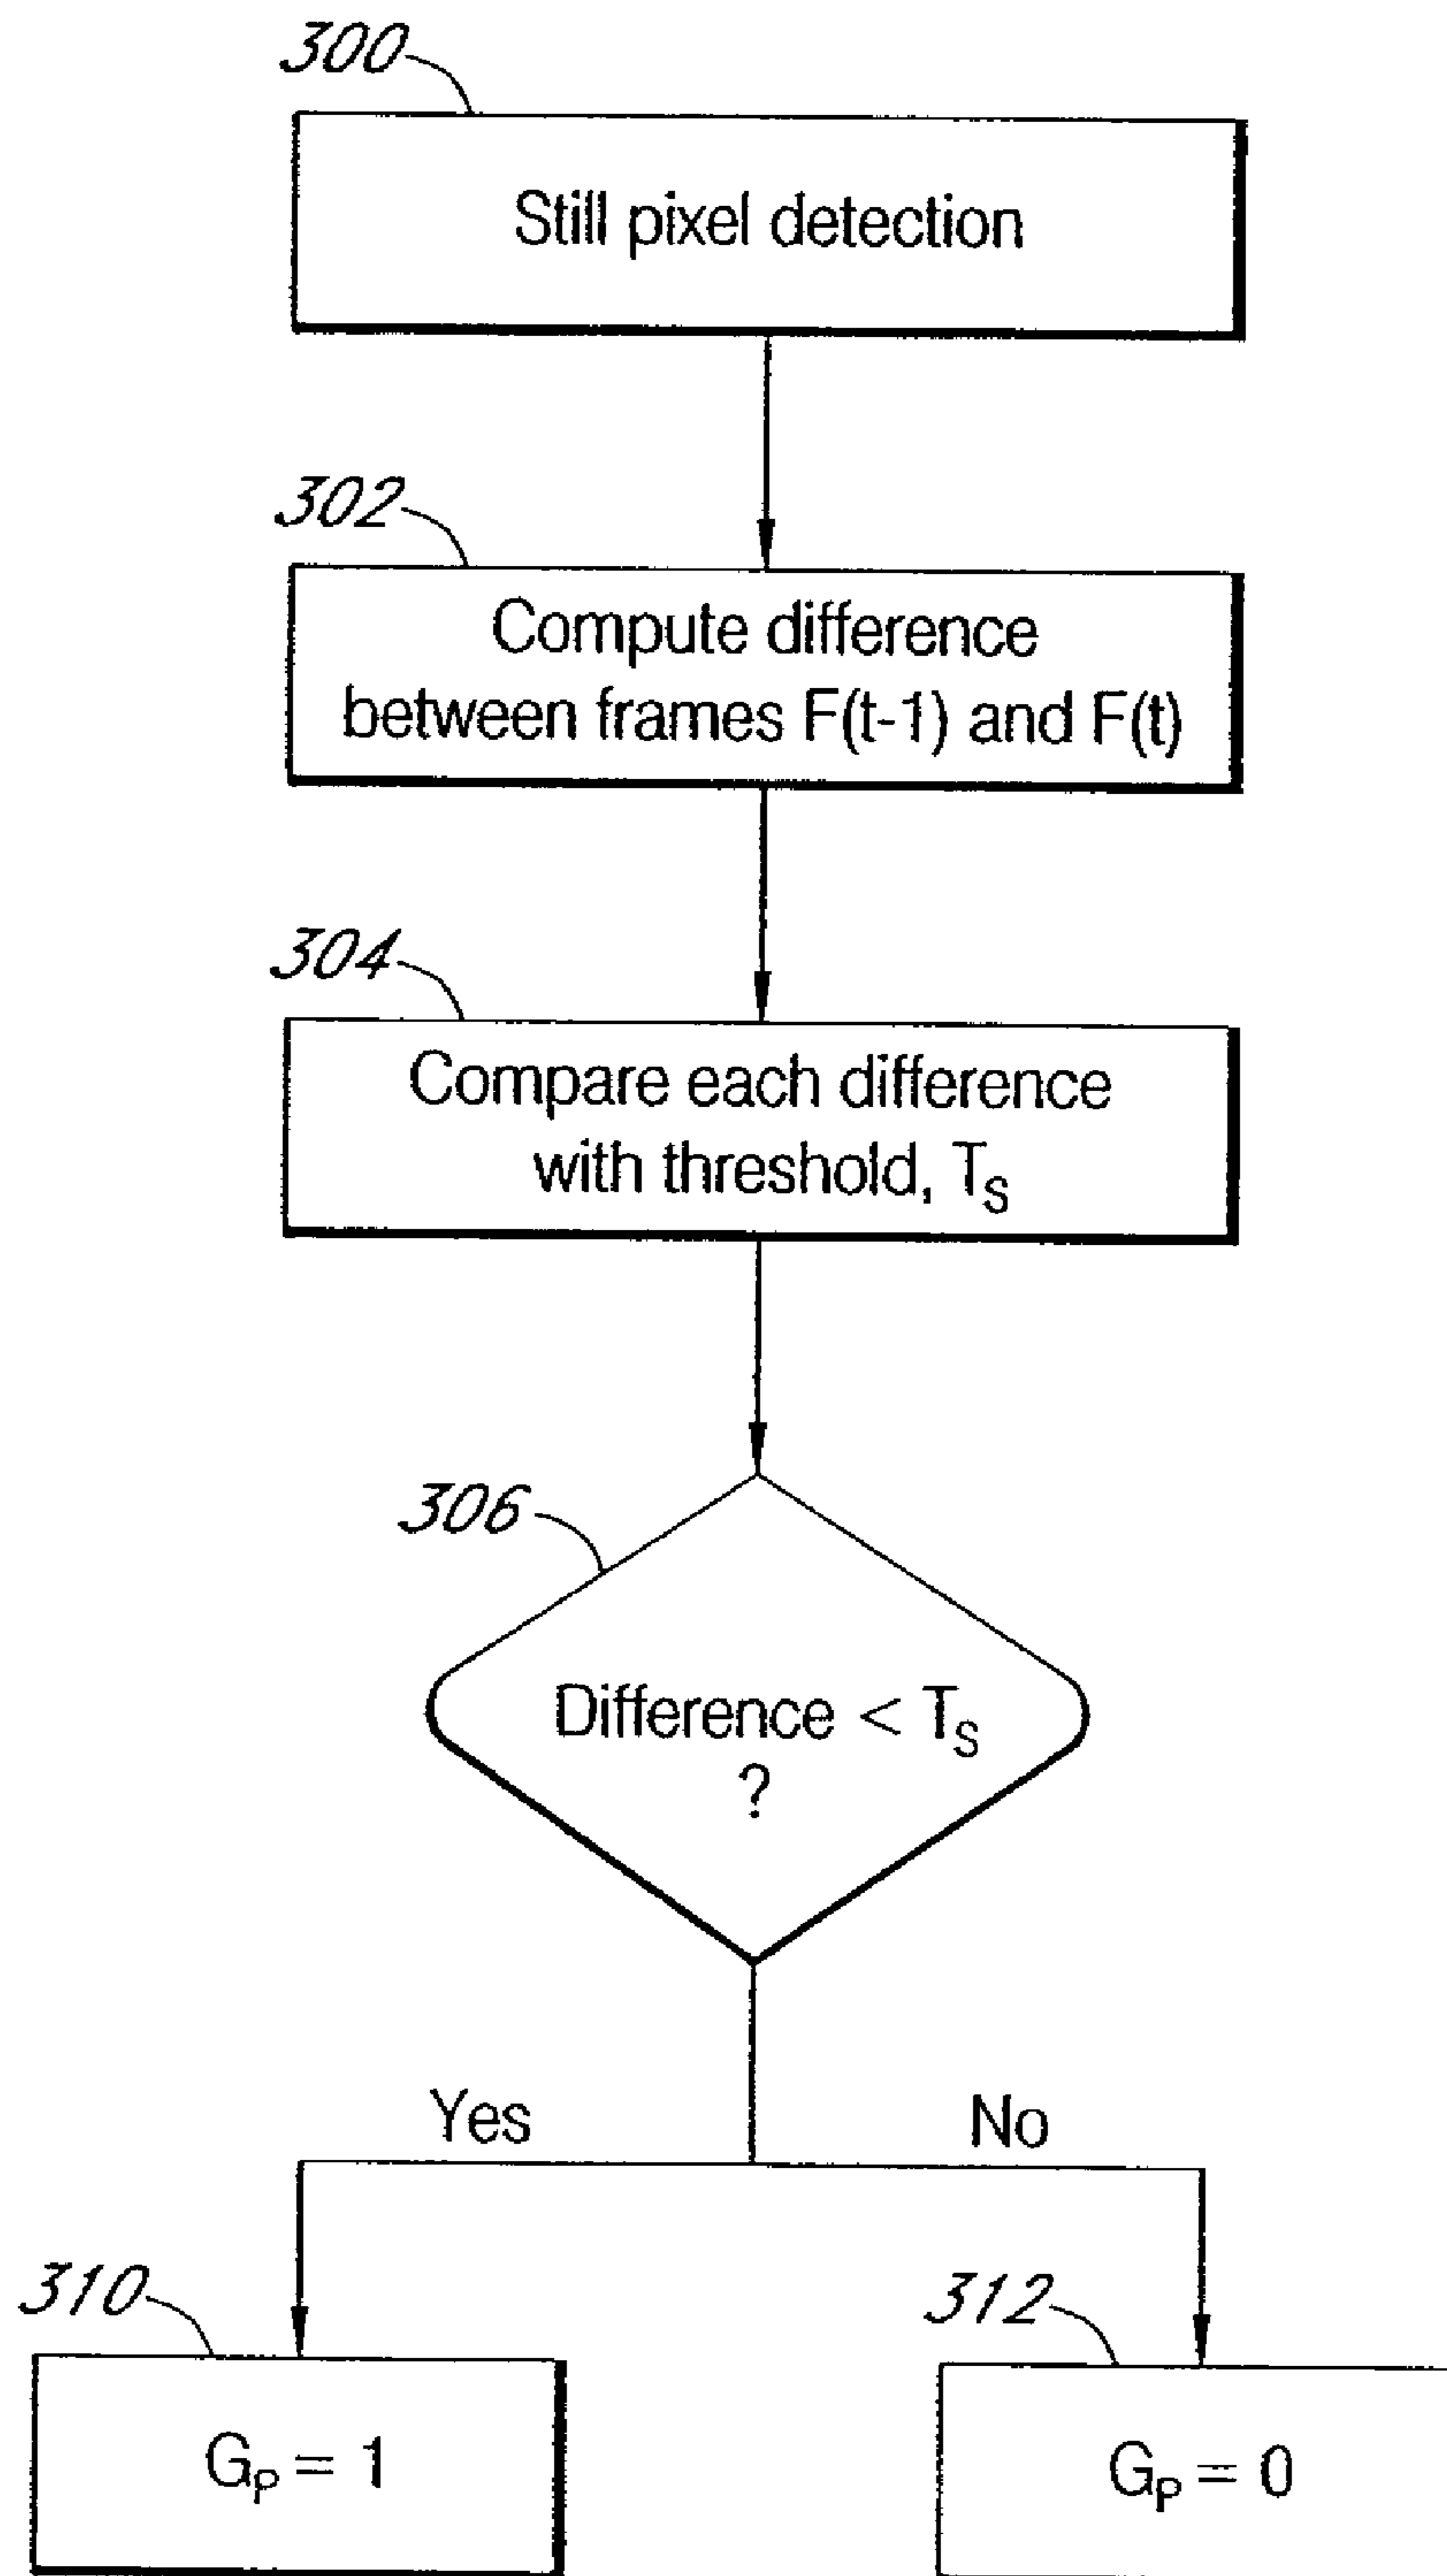 300
Still pixel detection
302
Compute difference
between frames F(t-1) and F(t)
304
Compare each difference
with threshold, Tₛ
306
Difference < Tₛ
?
Yes
No
310
312
Gₚ = 1
Gₚ = 0